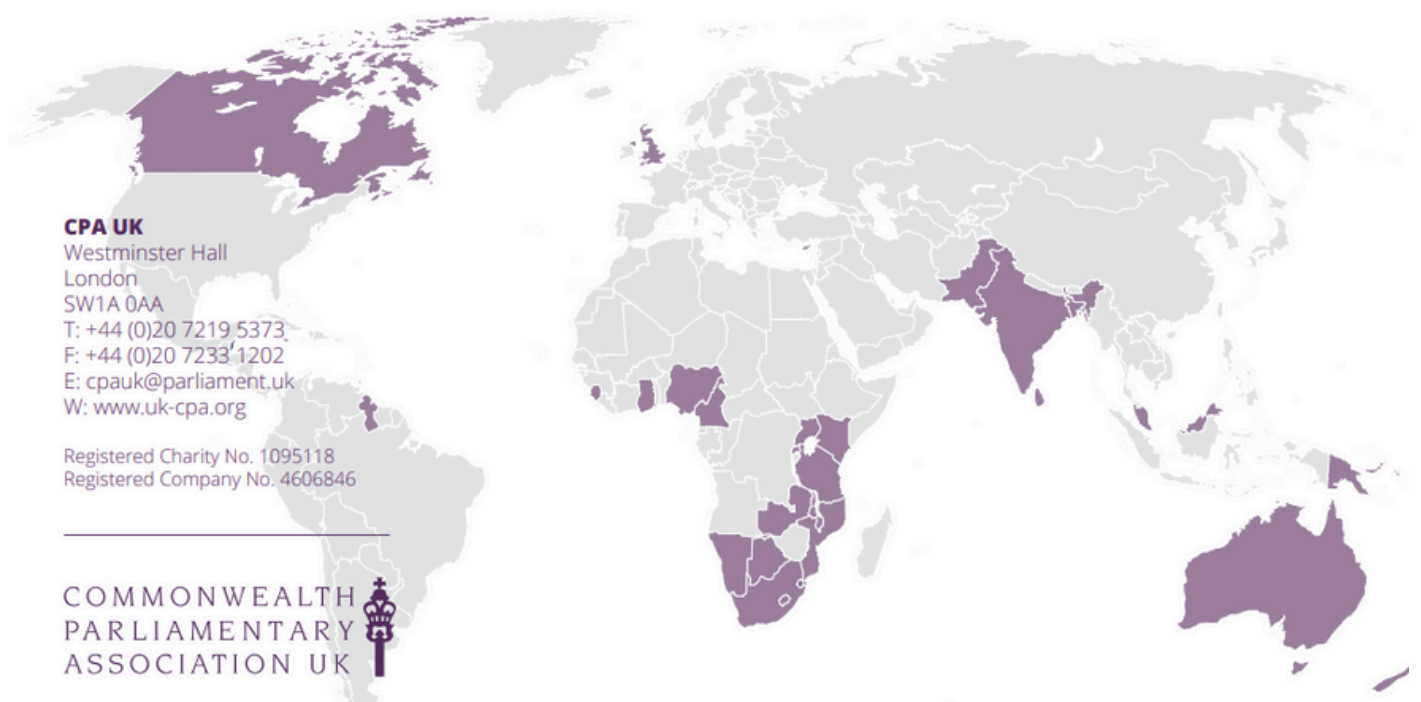 CPA UK
Westminster Hall
London
SW1A 0AA
T: +44 (0)20 7219 5373
F: +44 (0)20 7233 1202
E: cpauk@parliament.uk
W: www.uk-cpa.org
Registered Charity No. 1095118
Registered Company No. 4606846
COMMONWEALTH
PARLIAMENTARY
ASSOCIATION UK